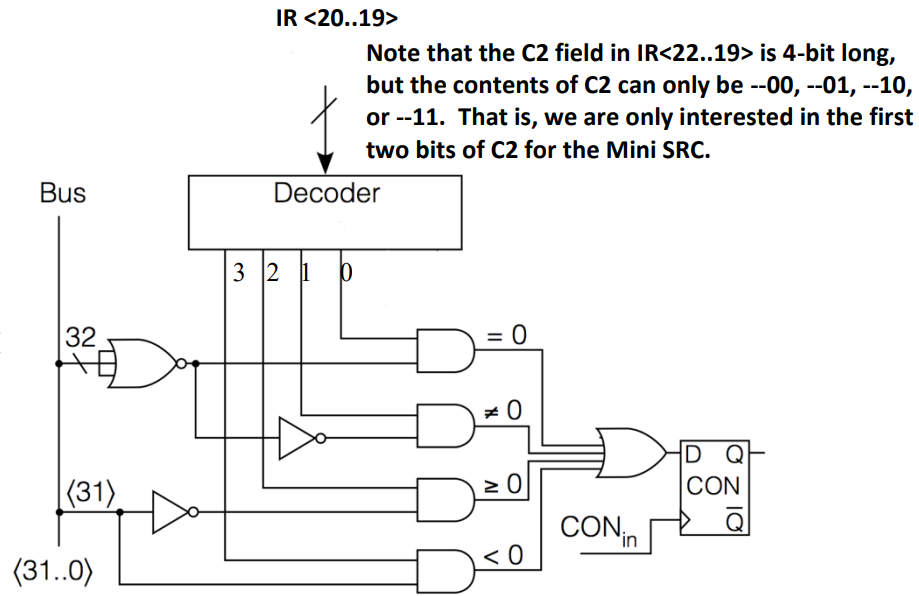 IR <20..19>
Note that the C2 field in IR<22..19> is 4-bit long,
but the contents of C2 can only be --00, --01, --10,
or --11.  That is, we are only interested in the first
two bits of C2 for the Mini SRC.
Bus
Decoder
3 2 1 0
32
= 0
≠ 0
⟨31⟩
≥ 0
D Q
CON
Q̅
CONin
< 0
⟨31..0⟩